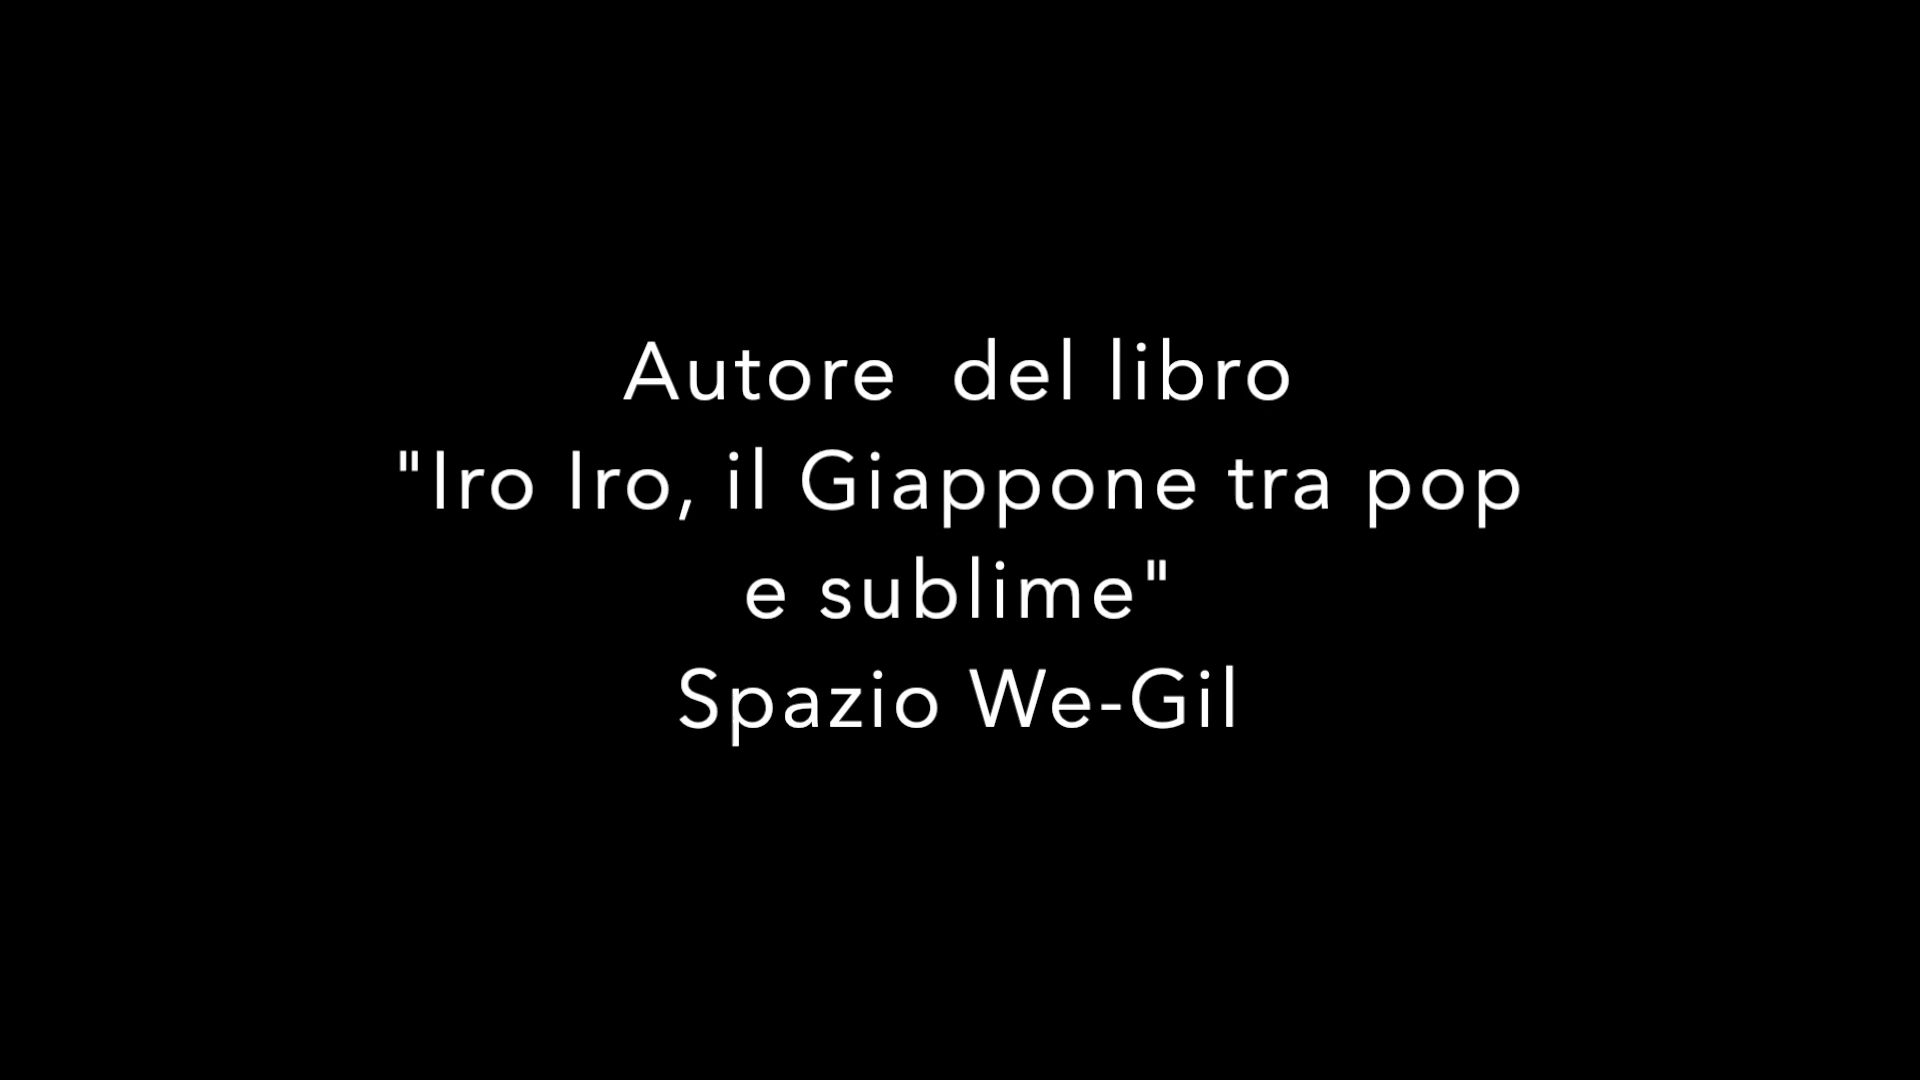 Autore  del libro
"Iro Iro, il Giappone tra pop
e sublime"
Spazio We-Gil